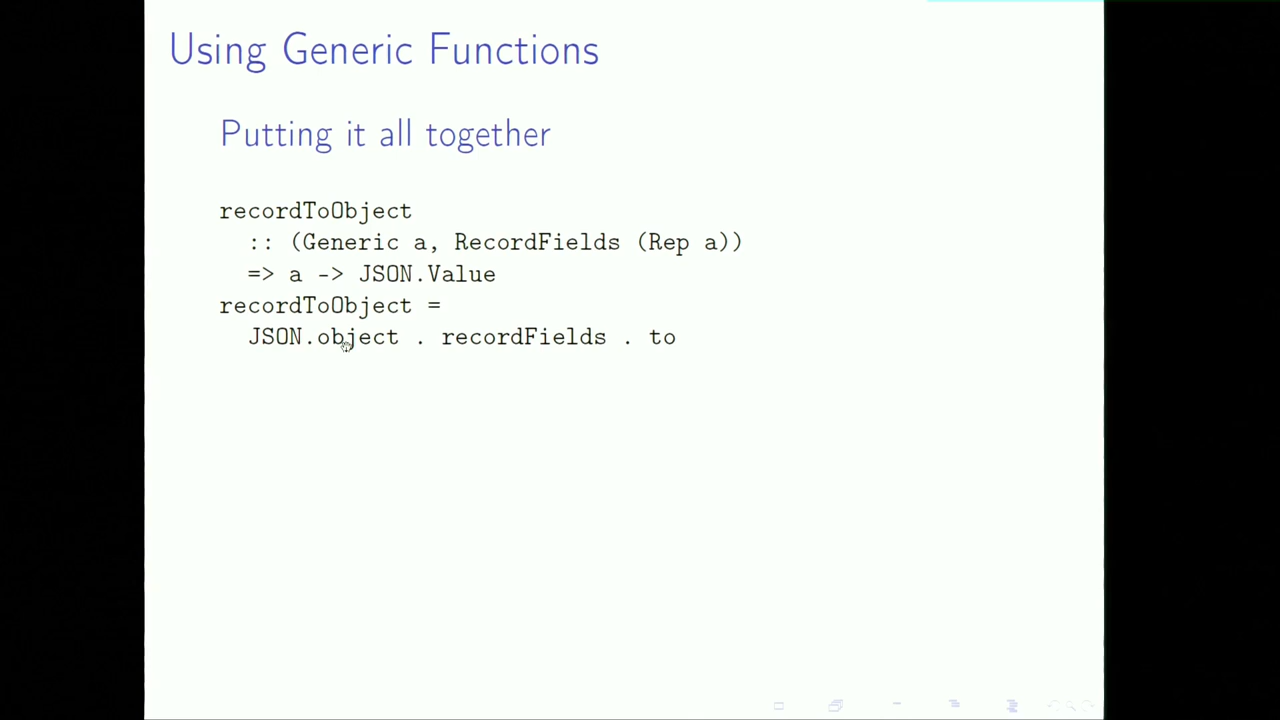 Using Generic Functions
Putting it all together
recordToObject
:: (Generic a, RecordFields (Rep a))
=> a -> JSON.Value
recordToObject =
JSON.object . recordFields . to